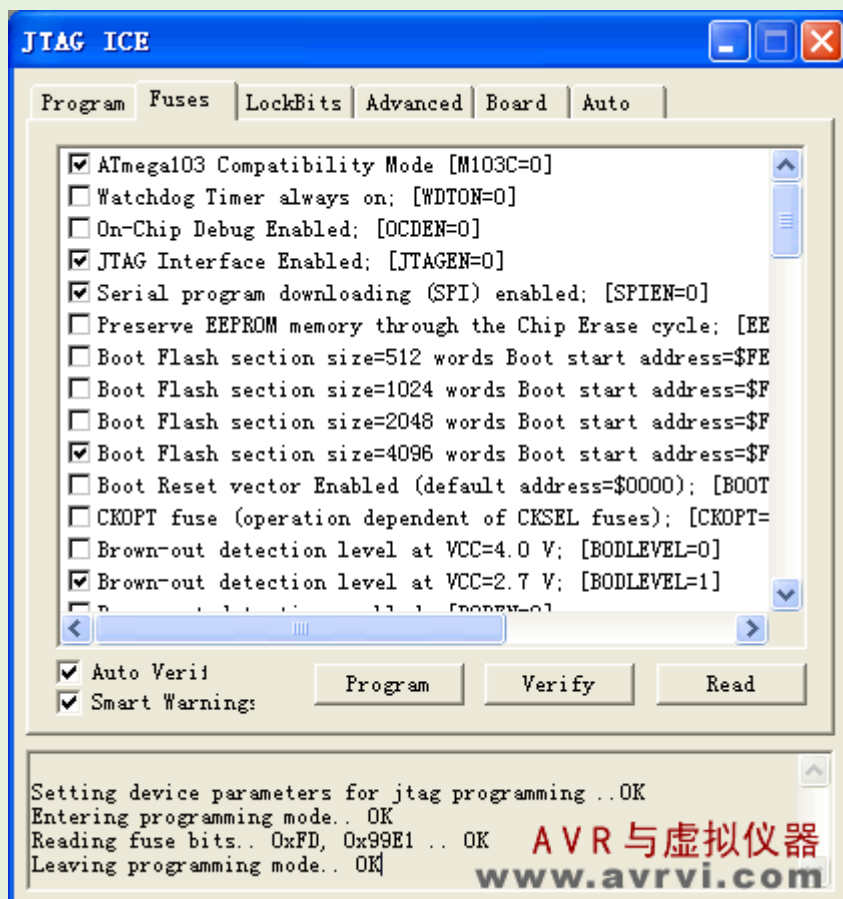 JTAG ICE
Program Fuses LockBits Advanced Board Auto
ATmega103 Compatibility Mode [M103C=0]
Watchdog Timer always on; [WDTON=0]
On-Chip Debug Enabled; [OCDEN=0]
JTAG Interface Enabled; [JTAGEN=0]
Serial program downloading (SPI) enabled; [SPIEN=0]
Preserve EEPROM memory through the Chip Erase cycle; [EE
Boot Flash section size=512 words Boot start address=$FE
Boot Flash section size=1024 words Boot start address=$F
Boot Flash section size=2048 words Boot start address=$F
Boot Flash section size=4096 words Boot start address=$F
Boot Reset vector Enabled (default address=$0000); [BOOT
CKOPT fuse (operation dependent of CKSEL fuses); [CKOPT=
Brown-out detection level at VCC=4.0 V; [BODLEVEL=0]
Brown-out detection level at VCC=2.7 V; [BODLEVEL=1]
Auto Verif
Smart Warnings
Program Verify Read
Setting device parameters for jtag programming ..OK
Entering programming mode.. OK
Reading fuse bits.. 0xFD, 0x99E1 .. OK
Leaving programming mode.. OK
AVR与虚拟仪器
www.avrvi.com